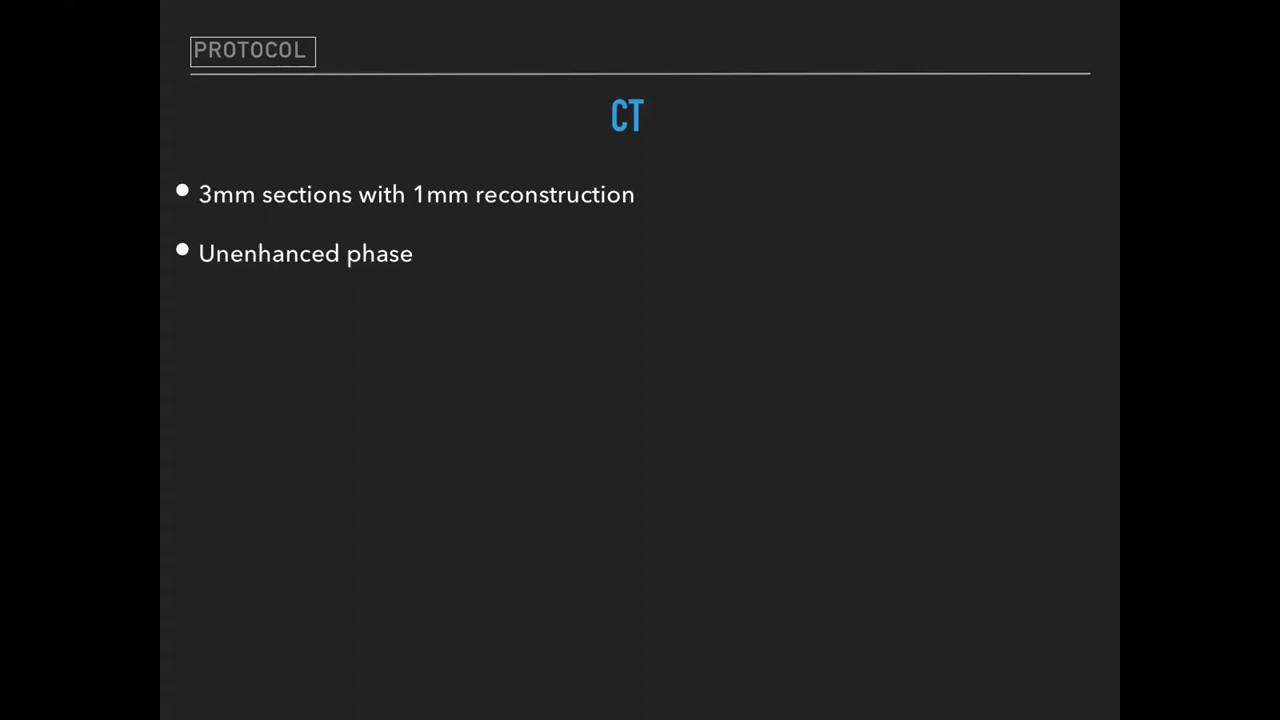 PROTOCOL
CT
• 3mm sections with 1mm reconstruction
• Unenhanced phase